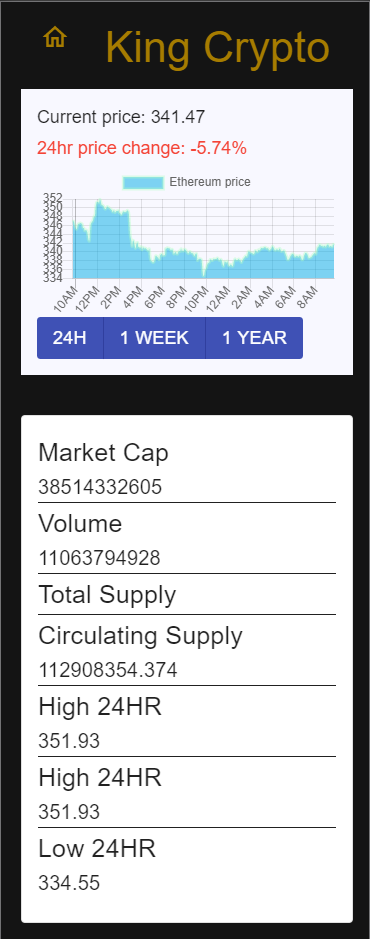 King Crypto
Current price: 341.47
24hr price change: -5.74%
Ethereum price
352
350
348
346
344
342
340
338
336
334
10AM 12PM 2PM 4PM 6PM 8PM 10PM 12AM 2AM 4AM 6AM 8AM
24H 1 WEEK 1 YEAR
Market Cap
38514332605
Volume
11063794928
Total Supply
Circulating Supply
112908354.374
High 24HR
351.93
High 24HR
351.93
Low 24HR
334.55